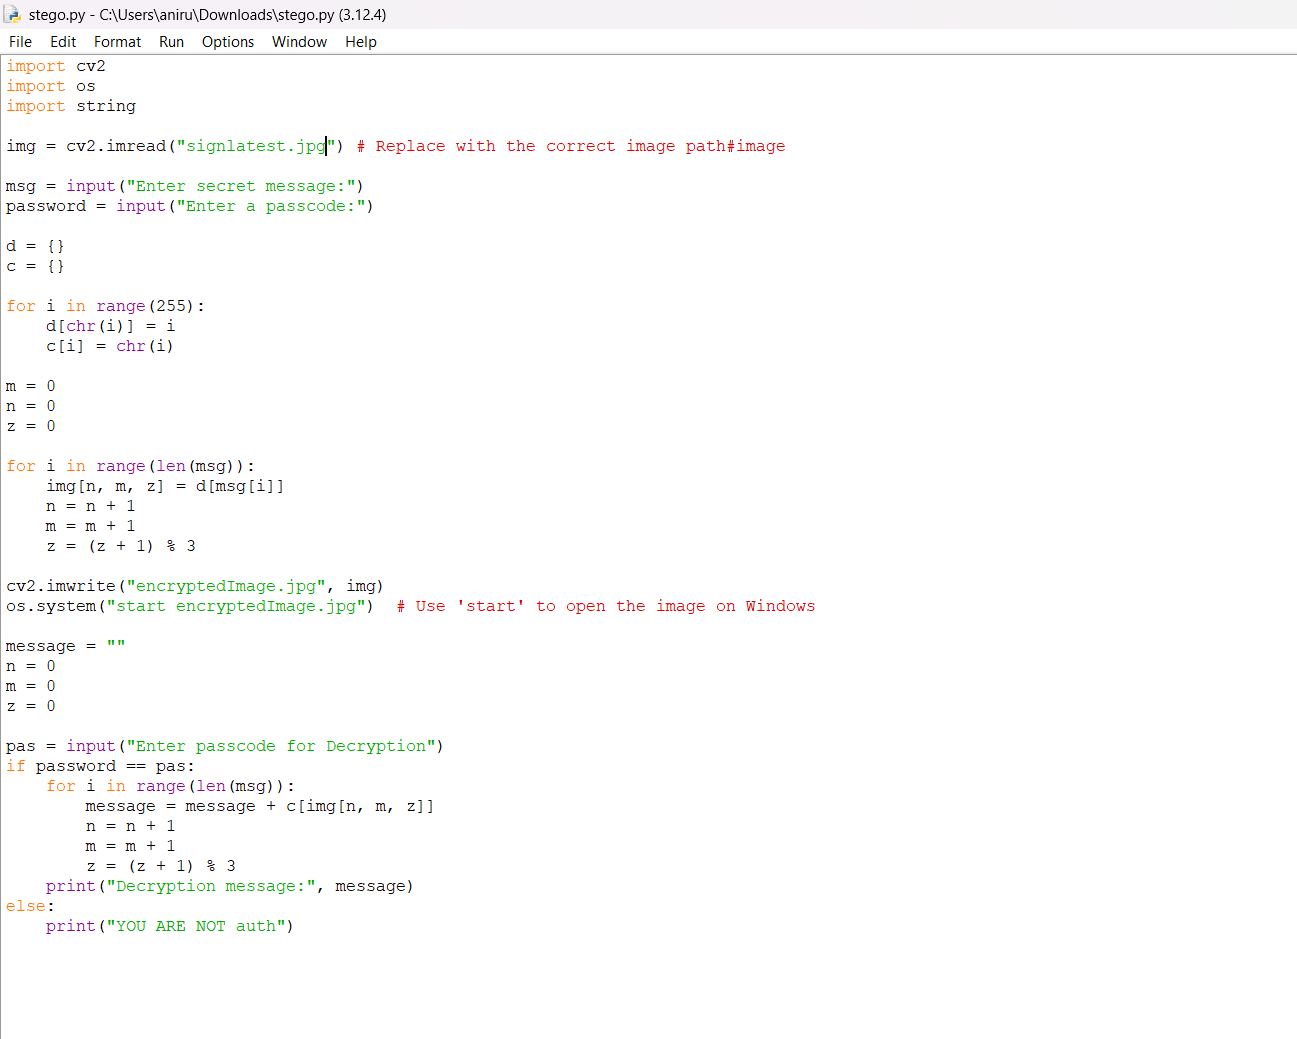 stego.py - C:\Users\aniru\Downloads\stego.py (3.12.4)
File Edit Format Run Options Window Help
import cv2
import os
import string

img = cv2.imread("signlatest.jpg") # Replace with the correct image path#image

msg = input("Enter secret message:")
password = input("Enter a passcode:")

d = {}
c = {}

for i in range(255):
    d[chr(i)] = i
    c[i] = chr(i)

m = 0
n = 0
z = 0

for i in range(len(msg)):
    img[n, m, z] = d[msg[i]]
    n = n + 1
    m = m + 1
    z = (z + 1) % 3

cv2.imwrite("encryptedImage.jpg", img)
os.system("start encryptedImage.jpg")  # Use 'start' to open the image on Windows

message = ""
n = 0
m = 0
z = 0

pas = input("Enter passcode for Decryption")
if password == pas:
    for i in range(len(msg)):
        message = message + c[img[n, m, z]]
        n = n + 1
        m = m + 1
        z = (z + 1) % 3
    print("Decryption message:", message)
else:
    print("YOU ARE NOT auth")